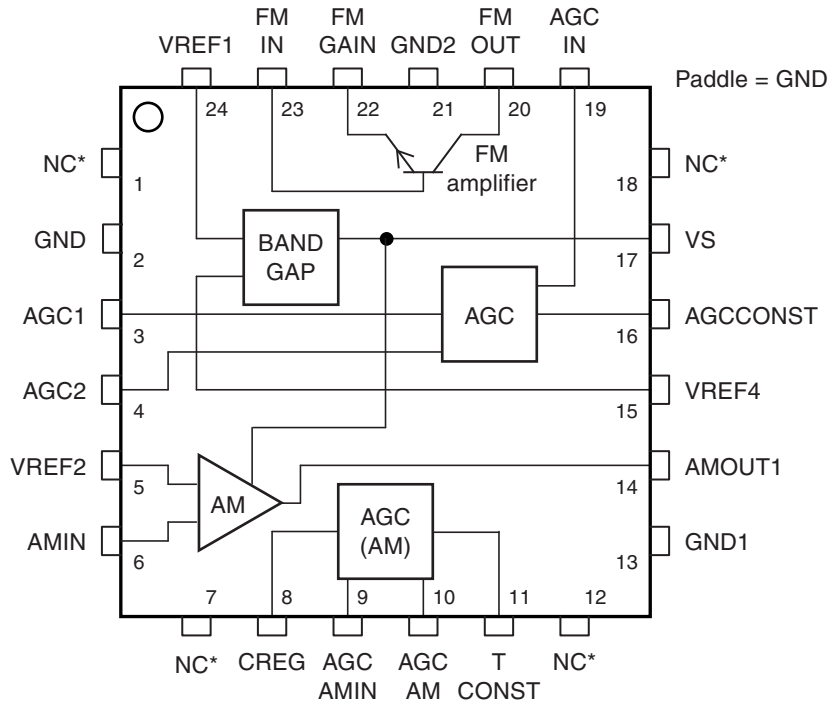 FM FM FM AGC
VREF1 IN GAIN GND2 OUT IN
Paddle = GND
24 23 22 21 20 19
NC* 1
FM
amplifier
18 NC*
GND 2
BAND
GAP
17 VS
AGC1 3
AGC
16 AGCCONST
AGC2 4
15 VREF4
VREF2 5
AM
14 AMOUT1
AMIN 6
AGC
(AM)
13 GND1
7 8 9 10 11 12
NC* CREG AGC AGC T NC*
AMIN AM CONST